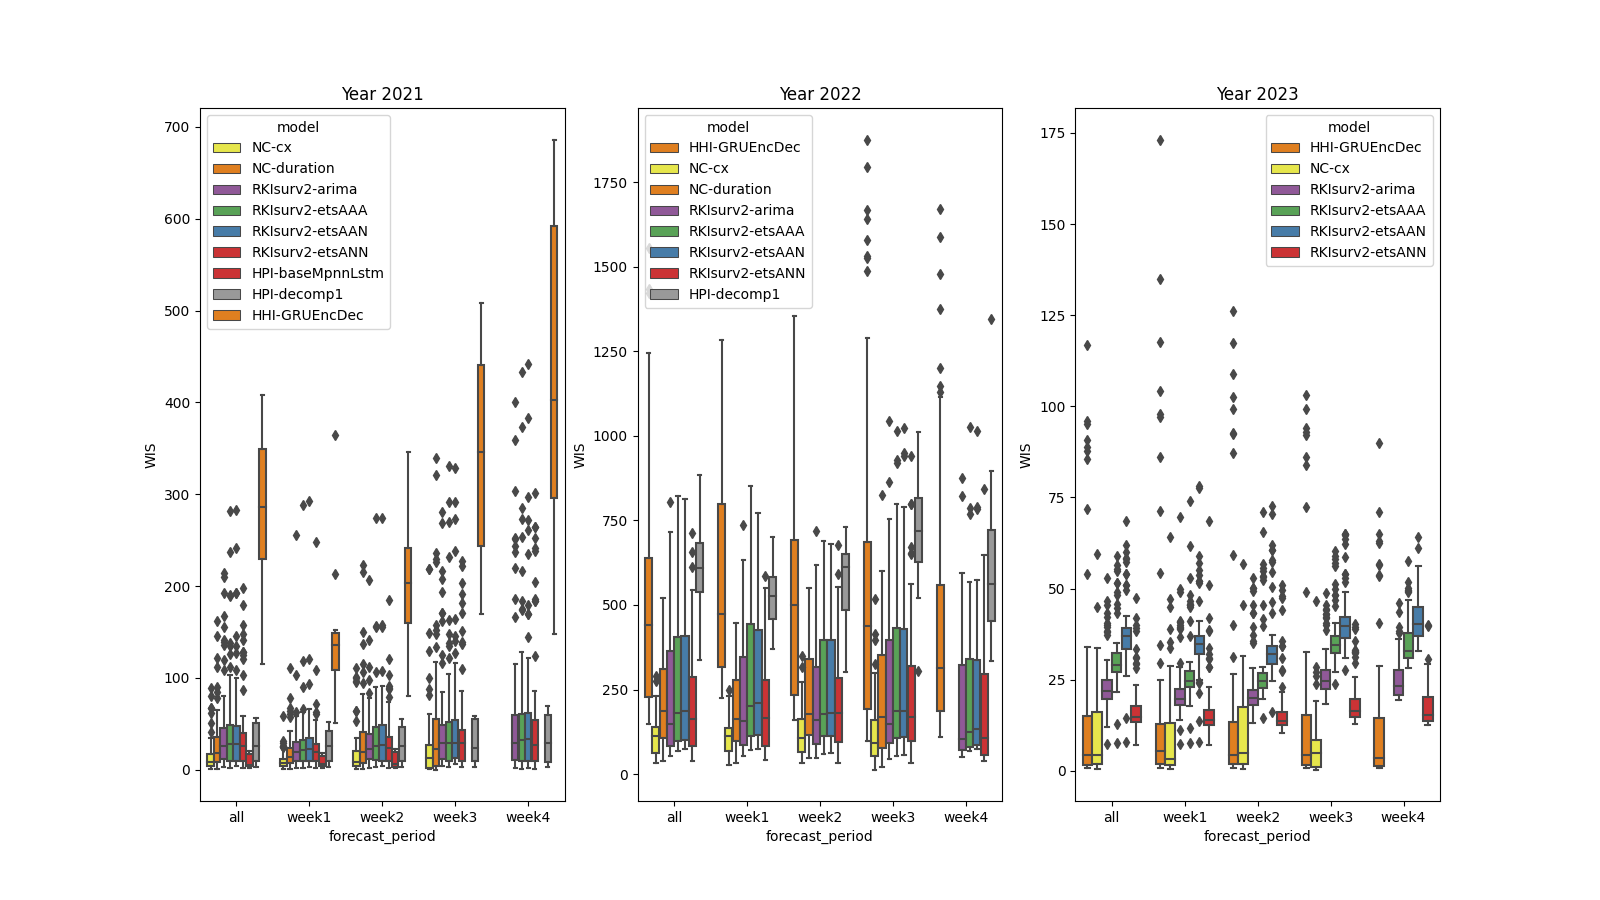 Year 2021
700
600
500
400
300
200
100
0
WIS
model
NC-cx
NC-duration
RKIsurv2-arima
RKIsurv2-etsAAA
RKIsurv2-etsAAN
RKIsurv2-etsANN
HPI-baseMpnnLstm
HPI-decomp1
HHI-GRUEncDec
all week1 week2 week3 week4
forecast_period
Year 2022
1750
1500
1250
1000
750
500
250
0
WIS
model
HHI-GRUEncDec
NC-cx
NC-duration
RKIsurv2-arima
RKIsurv2-etsAAA
RKIsurv2-etsAAN
RKIsurv2-etsANN
HPI-decomp1
all week1 week2 week3 week4
forecast_period
Year 2023
175
150
125
100
75
50
25
0
WIS
model
HHI-GRUEncDec
NC-cx
RKIsurv2-arima
RKIsurv2-etsAAA
RKIsurv2-etsAAN
RKIsurv2-etsANN
all week1 week2 week3 week4
forecast_period